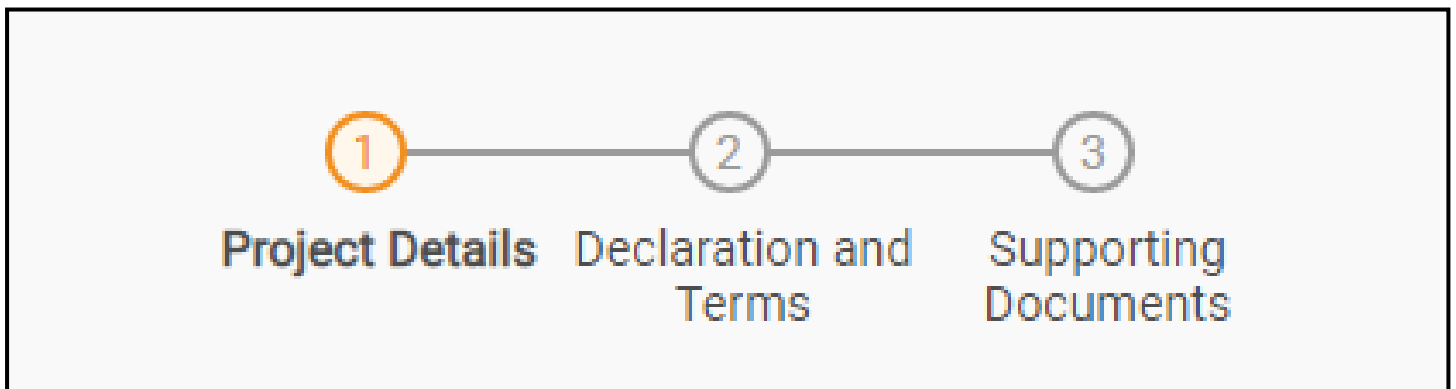 1
2
3
Project Details
Declaration and
Terms
Supporting
Documents